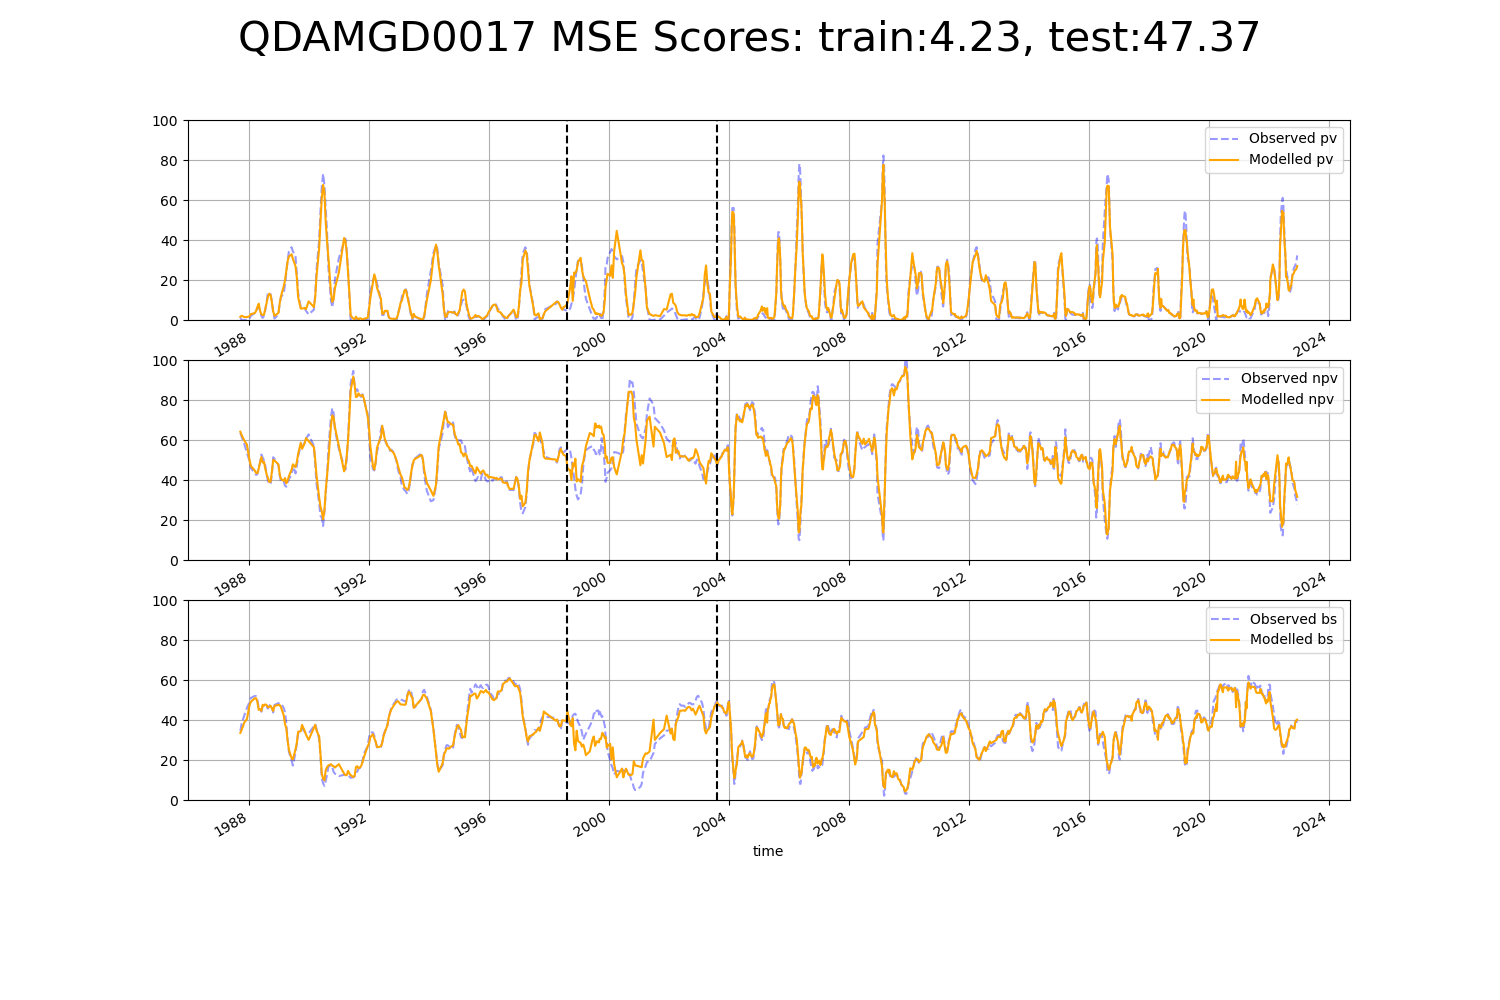 QDAMGD0017 MSE Scores: train:4.23, test:47.37
100
80
60
40
20
0
Observed pv
Modelled pv
1988 1992 1996 2000 2004 2008 2012 2016 2020 2024
100
80
60
40
20
0
Observed npv
Modelled npv
1988 1992 1996 2000 2004 2008 2012 2016 2020 2024
100
80
60
40
20
0
Observed bs
Modelled bs
1988 1992 1996 2000 2004 2008 2012 2016 2020 2024
time